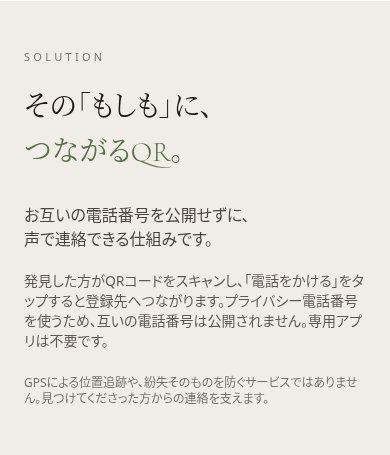 SOLUTION
その「もしも」に、
つながるQR。
お互いの電話番号を公開せずに、
声で連絡できる仕組みです。
発見した方がQRコードをスキャンし、「電話をかける」をタ
ップすると登録先へつながります。プライバシー電話番号
を使うため、互いの電話番号は公開されません。専用アプ
リは不要です。
GPSによる位置追跡や、紛失そのものを防ぐサービスではありませ
ん。見つけてくださった方からの連絡を支えます。